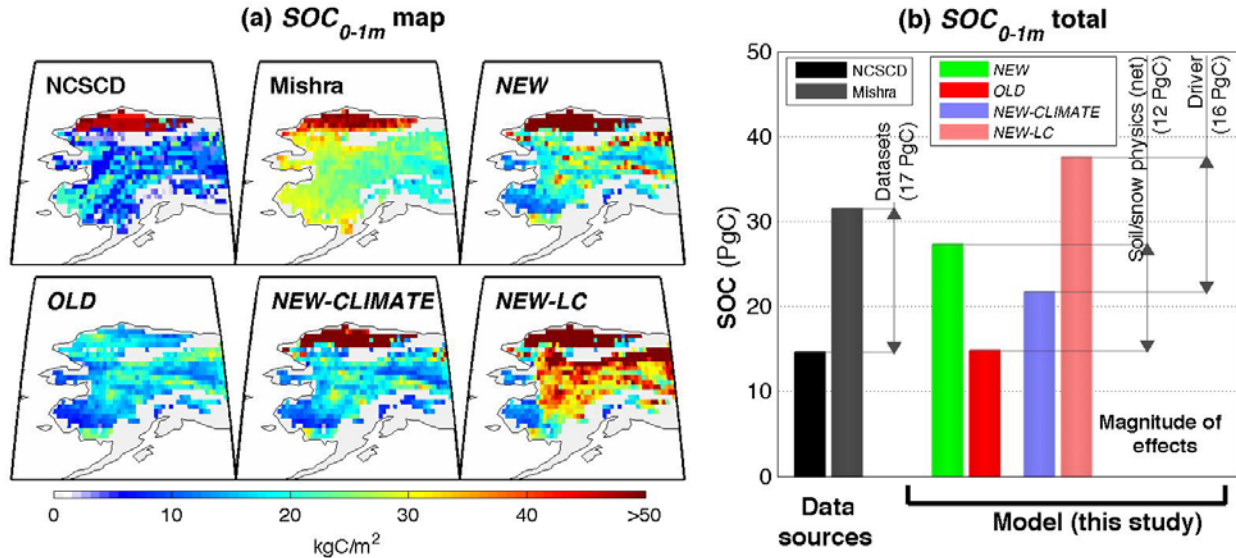 (a) SOC0-1m map
NCSCD
Mishra
NEW
OLD
NEW-CLIMATE
NEW-LC
0
10
20
30
40
>50
kgC/m2
(b) SOC0-1m total
50
40
30
20
10
0
SOC (PgC)
NCSCD
Mishra
NEW
OLD
NEW-CLIMATE
NEW-LC
Datasets
(17 PgC)
Soil/snow physics (net)
(12 PgC)
Driver
(16 PgC)
Magnitude of
effects
Data
sources
Model (this study)